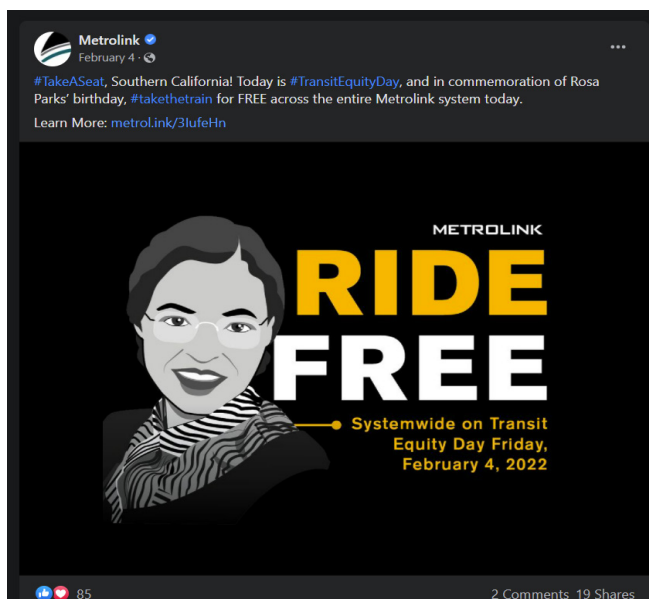 Metrolink
February 4 ·
#TakeASeat, Southern California! Today is #TransitEquityDay, and in commemoration of Rosa
Parks' birthday, #takethetrain for FREE across the entire Metrolink system today.
Learn More: metrol.ink/3IufeHn
METROLINK
RIDE
FREE
Systemwide on Transit
Equity Day Friday,
February 4, 2022
85
2 Comments 19 Shares